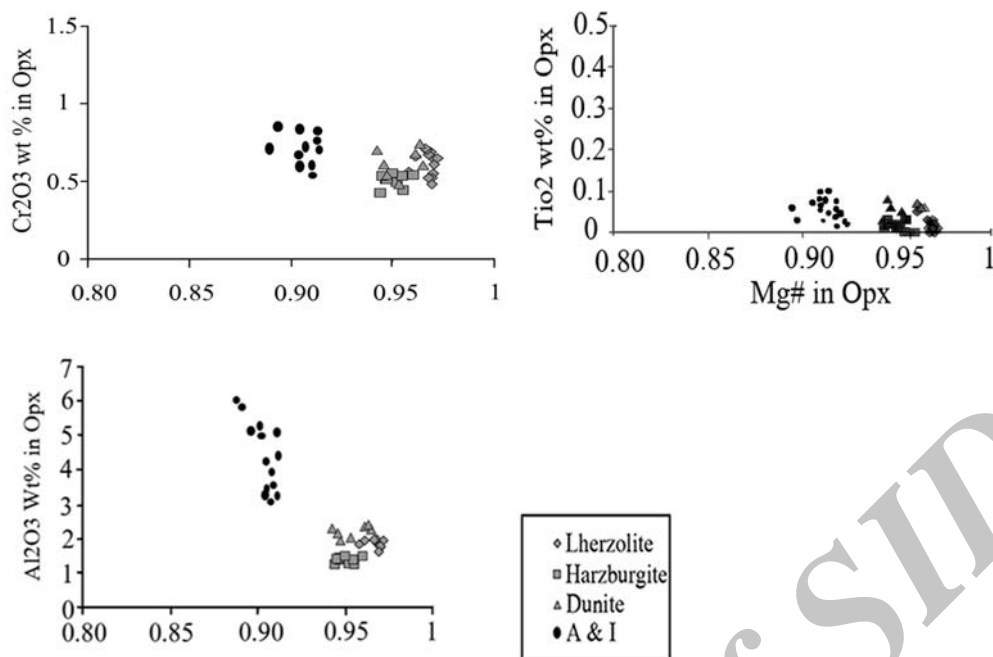 Cr2O3 wt % in Opx
1.5
1
0.5
0
0.80 0.85 0.90 0.95 1
Tio2 wt% in Opx
0.5
0.4
0.3
0.2
0.1
0
0.80 0.85 0.90 0.95 1
Mg# in Opx
Al2O3 Wt% in Opx
7
6
5
4
3
2
1
0
0.80 0.85 0.90 0.95 1
Lherzolite
Harzburgite
Dunite
A & I
f SID